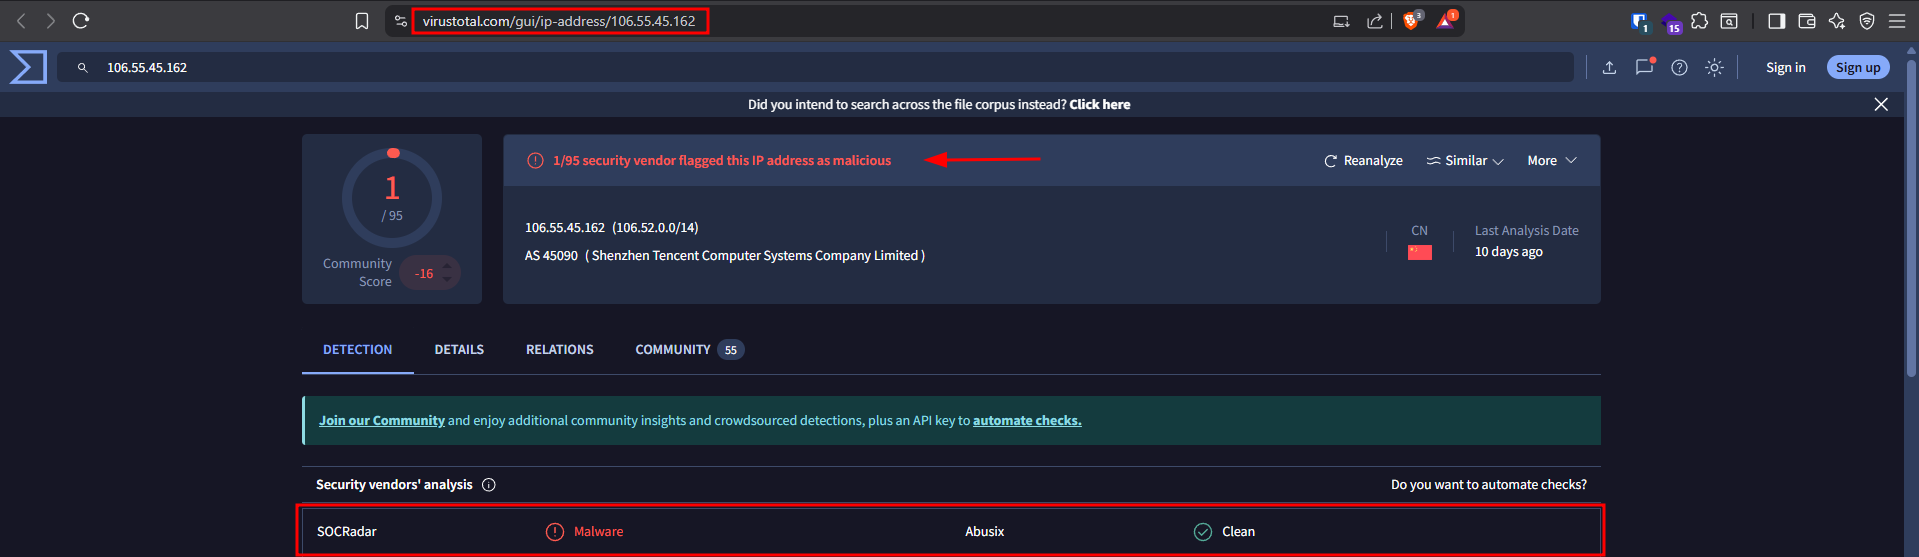 virustotal.com/gui/ip-address/106.55.45.162
3
1
1
15
106.55.45.162
Sign in
Sign up
Did you intend to search across the file corpus instead? Click here
1
/ 95
Community Score
-16
1/95 security vendor flagged this IP address as malicious
Reanalyze
Similar
More
106.55.45.162 (106.52.0.0/14)
AS 45090 ( Shenzhen Tencent Computer Systems Company Limited )
CN
Last Analysis Date
10 days ago
DETECTION
DETAILS
RELATIONS
COMMUNITY 55
Join our Community and enjoy additional community insights and crowdsourced detections, plus an API key to automate checks.
Security vendors' analysis
Do you want to automate checks?
SOCRadar
Malware
Abusix
Clean